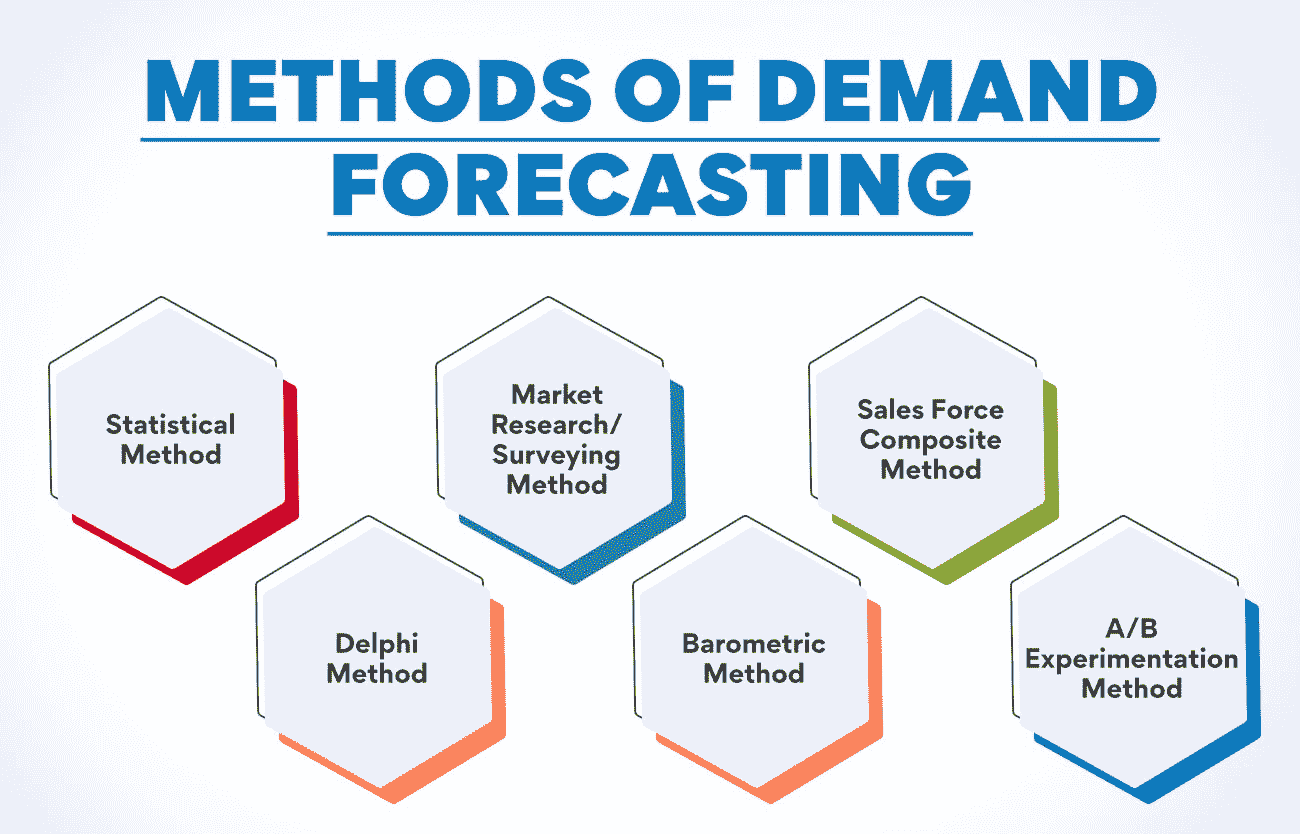 METHODS OF DEMAND
FORECASTING
Statistical
Method
Market
Research/
Surveying
Method
Sales Force
Composite
Method
Delphi
Method
Barometric
Method
A/B
Experimentation
Method